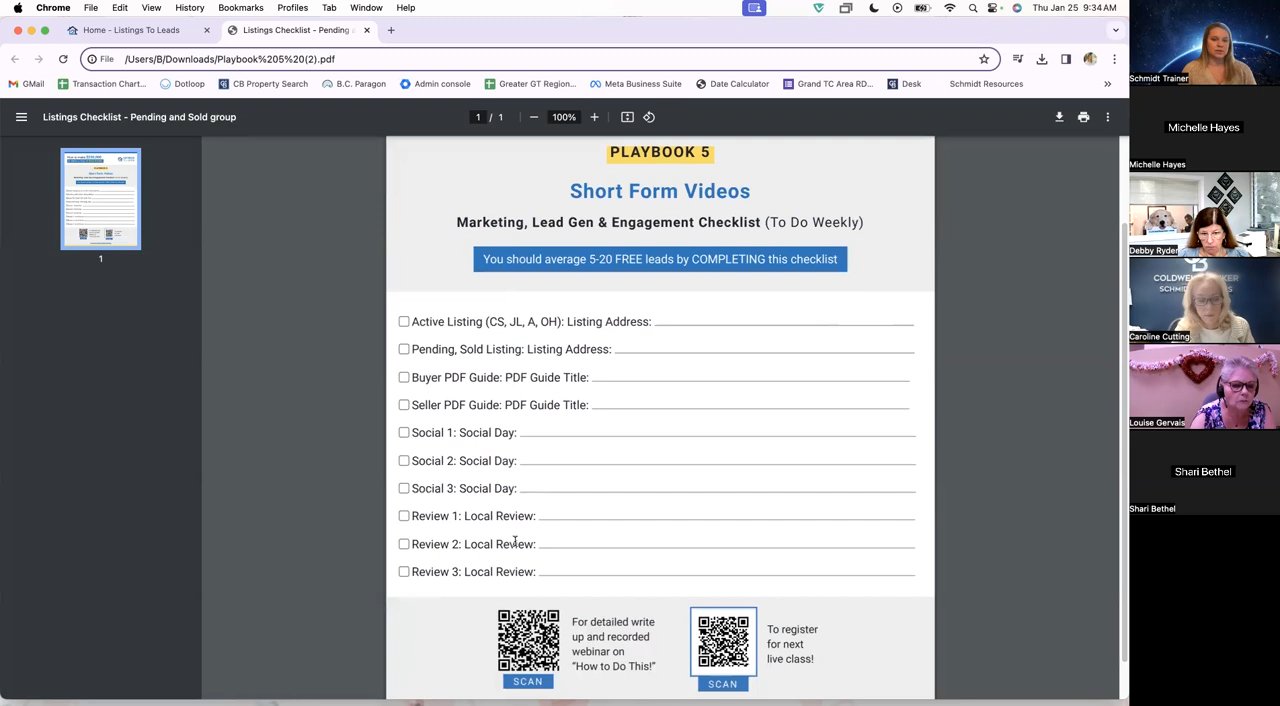 Chrome File Edit View History Bookmarks Profiles Tab Window Help Thu Jan 25 9:34 AM
Home - Listings To Leads
Listings Checklist - Pending
File /Users/B/Downloads/Playbook%205%20(2).pdf
GMail Transaction Chart... Dotloop CB Property Search B.C. Paragon Admin console Greater GT Region... Meta Business Suite Date Calculator Grand TC Area RD... Desk Schmidt Resources
Listings Checklist - Pending and Sold group 1 / 1 100%
1
PLAYBOOK 5
Short Form Videos
Marketing, Lead Gen & Engagement Checklist (To Do Weekly)
You should average 5-20 FREE leads by COMPLETING this checklist
Active Listing (CS, JL, A, OH): Listing Address:
Pending, Sold Listing: Listing Address:
Buyer PDF Guide: PDF Guide Title:
Seller PDF Guide: PDF Guide Title:
Social 1: Social Day:
Social 2: Social Day:
Social 3: Social Day:
Review 1: Local Review:
Review 2: Local Review:
Review 3: Local Review:
For detailed write
up and recorded
webinar on
“How to Do This!”
SCAN
To register
for next
live class!
SCAN
Schmidt Trainer
Michelle Hayes
Michelle Hayes
Debby Ryder
Caroline Cutting
Louise Gervais
Shari Bethel
Shari Bethel